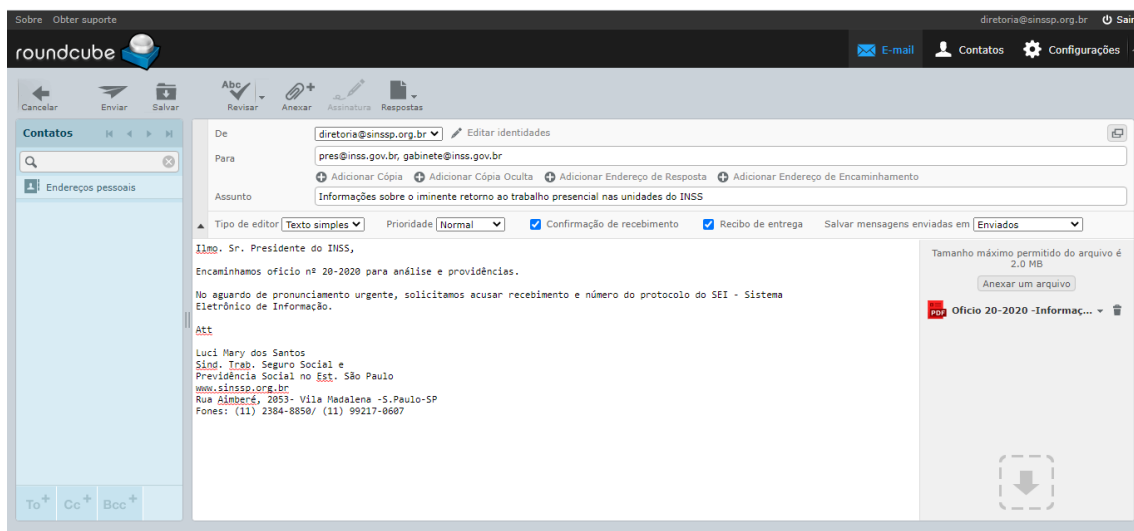 Sobre Obter suporte diretoria@sinssp.org.br Sair
roundcube E-mail Contatos Configurações
Cancelar Enviar Salvar Abc Revisar Anexar Assinatura Respostas
Contatos
De diretoria@sinssp.org.br Editar identidades
Para pres@inss.gov.br, gabinete@inss.gov.br
Adicionar Cópia Adicionar Cópia Oculta Adicionar Endereço de Resposta Adicionar Endereço de Encaminhamento
Endereços pessoais
Assunto Informações sobre o iminente retorno ao trabalho presencial nas unidades do INSS
Tipo de editor Texto simples Prioridade Normal Confirmação de recebimento Recibo de entrega Salvar mensagens enviadas em Enviados
Ilmo. Sr. Presidente do INSS,
Encaminhamos oficio nº 20-2020 para análise e providências.
No aguardo de pronunciamento urgente, solicitamos acusar recebimento e número do protocolo do SEI - Sistema
Eletrônico de Informação.
Att
Luci Mary dos Santos
Sind. Trab. Seguro Social e
Previdência Social no Est. São Paulo
www.sinssp.org.br
Rua Aimberé, 2053- Vila Madalena -S.Paulo-SP
Fones: (11) 2384-8850/ (11) 99217-0607
Tamanho máximo permitido do arquivo é
2.0 MB
Anexar um arquivo
PDF Oficio 20-2020 -Informaç...
To+ Cc+ Bcc+